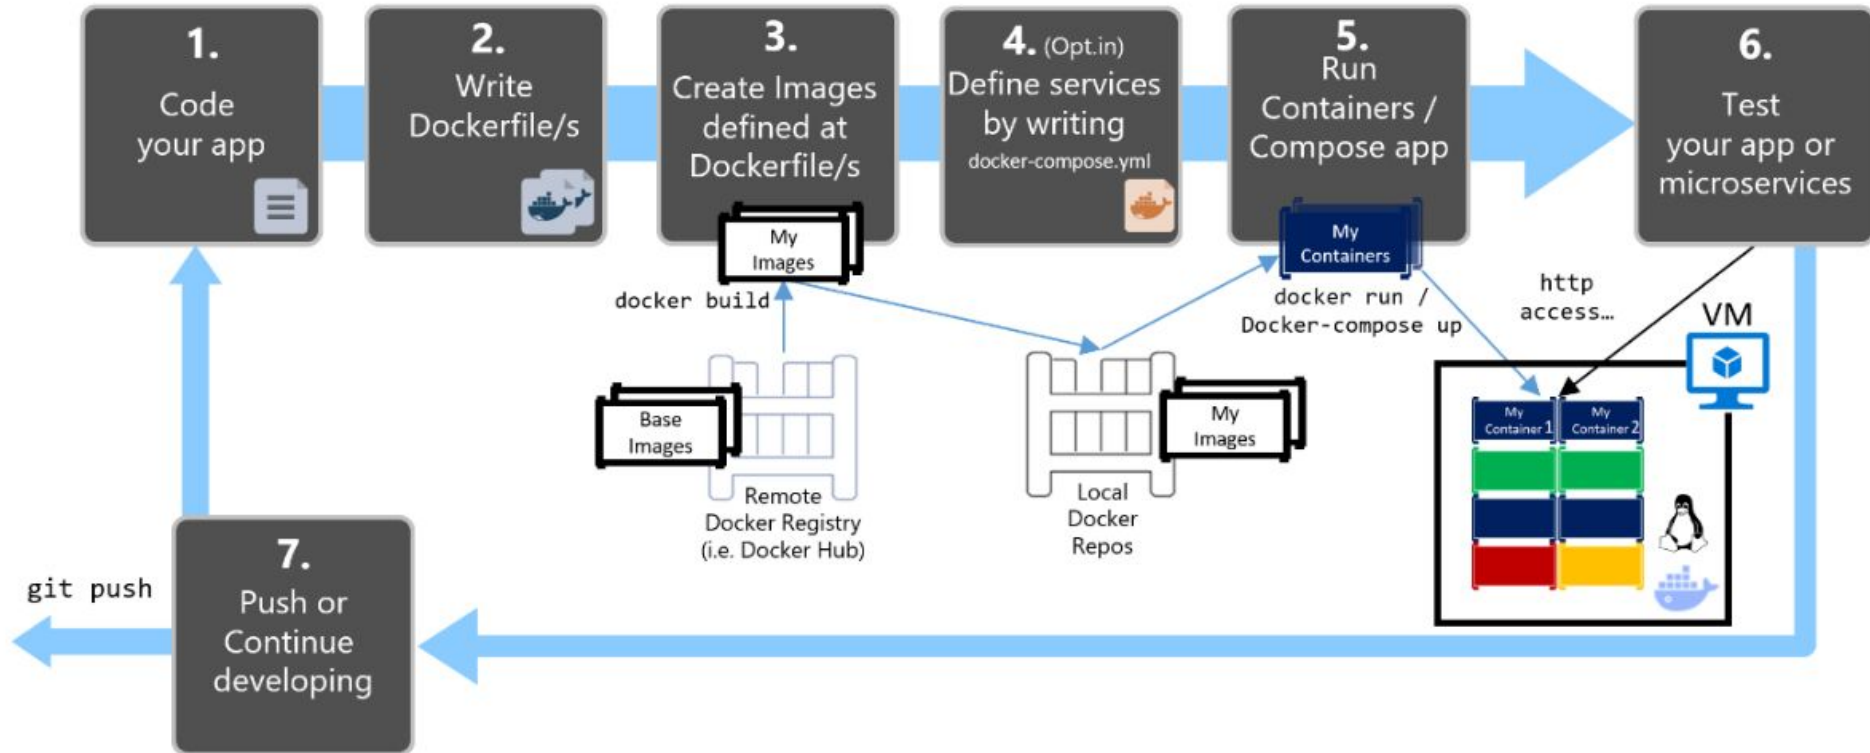 1.
Code
your app
2.
Write
Dockerfile/s
3.
Create Images
defined at
Dockerfile/s
My
Images
4. (Opt.in)
Define services
by writing
docker-compose.yml
5.
Run
Containers /
Compose app
My
Containers
6.
Test
your app or
microservices
docker build
docker run /
Docker-compose up
http
access...
VM
Base
Images
Remote
Docker Registry
(i.e. Docker Hub)
My
Images
Local
Docker
Repos
My
Container 1
My
Container 2
7.
Push or
Continue
developing
git push